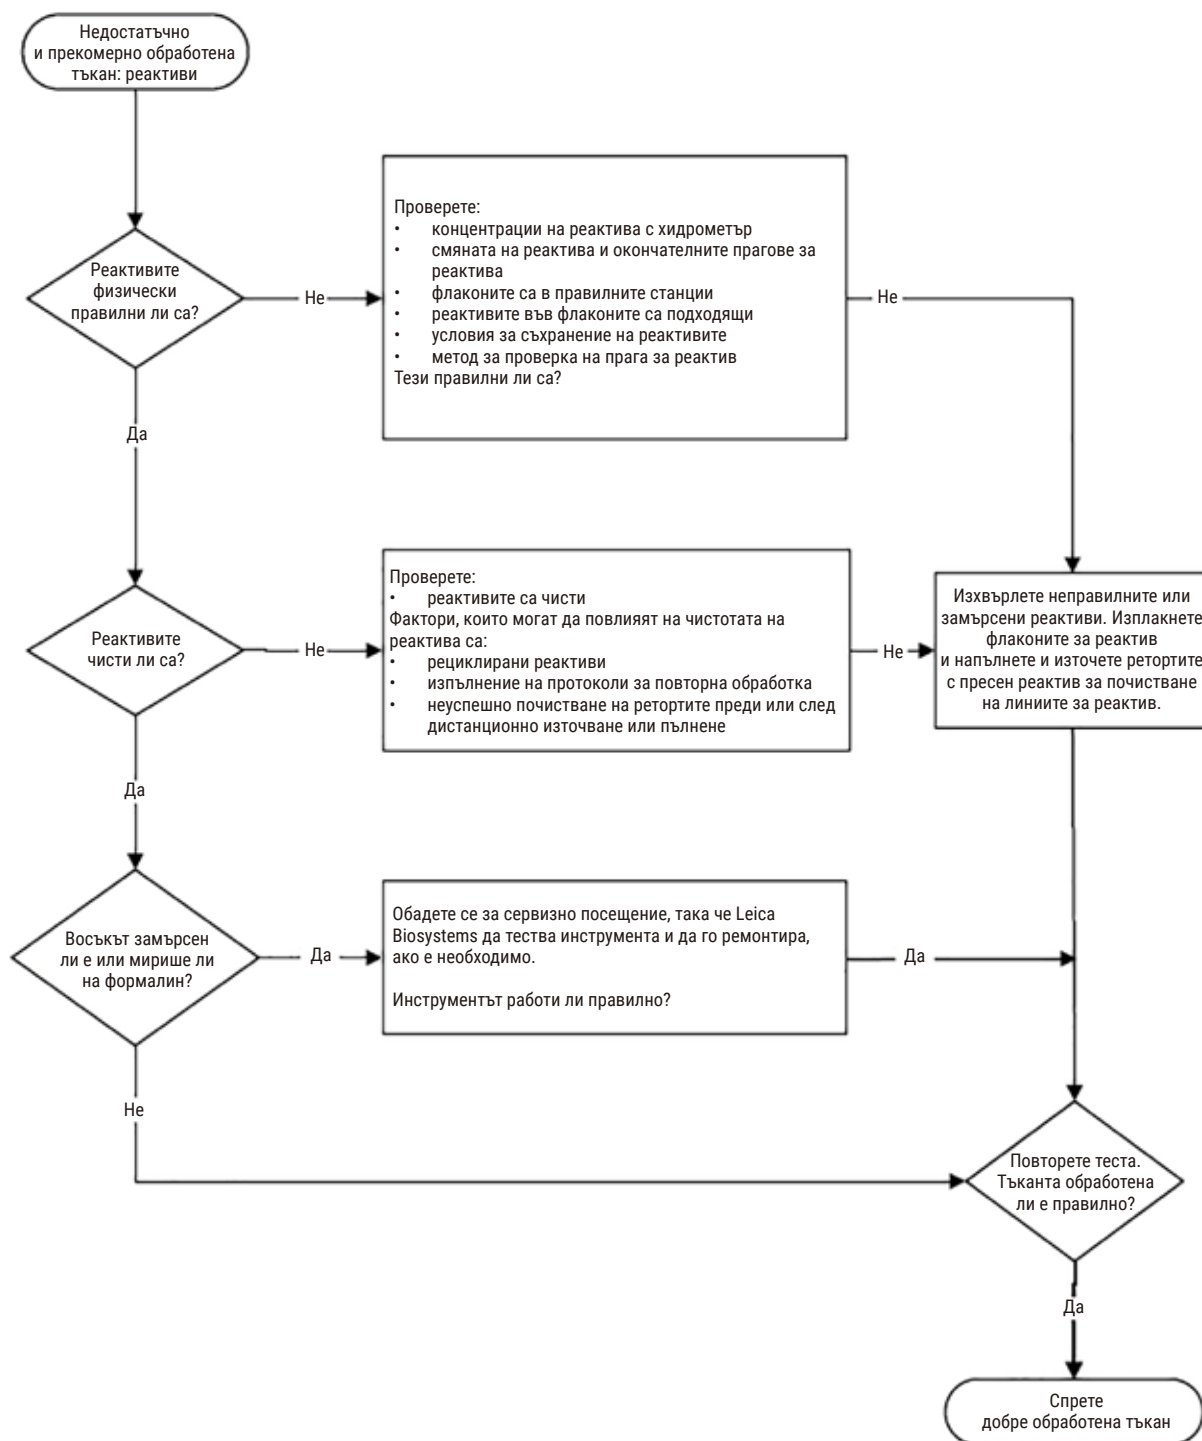 Недостатъчно
и прекомерно обработена
тъкан: реактиви
Проверете:
• концентрации на реактива с хидрометър
• смяната на реактива и окончателните прагове за
реактива
• флаконите са в правилните станции
• реактивите във флаконите са подходящи
• условия за съхранение на реактивите
• метод за проверка на прага за реактив
Тези правилни ли са?
Реактивите
физически
правилни ли са?
Не
Не
Да
Проверете:
• реактивите са чисти
Фактори, които могат да повлияят на чистотата на
реактива са:
• рециклирани реактиви
• изпълнение на протоколи за повторна обработка
• неуспешно почистване на ретортите преди или след
дистанционно източване или пълнене
Реактивите
чисти ли са?
Не
Не
Изхвърлете неправилните или
замърсени реактиви. Изплакнете
флаконите за реактив
и напълнете и източете ретортите
с пресен реактив за почистване
на линиите за реактив.
Да
Восъкът замърсен
ли е или мирише ли
на формалин?
Да
Обадете се за сервизно посещение, така че Leica
Biosystems да тества инструмента и да го ремонтира,
ако е необходимо.
Инструментът работи ли правилно?
Да
Не
Повторете теста.
Тъканта обработена
ли е правилно?
Да
Спрете
добре обработена тъкан